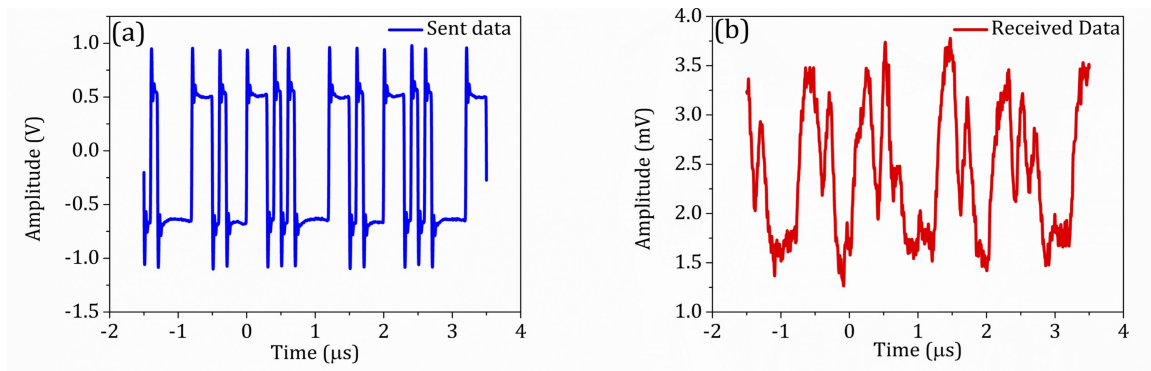 (a)
Sent data
1.0
0.5
0.0
-0.5
-1.0
-1.5
Amplitude (V)
-2 -1 0 1 2 3 4
Time (μs)
(b)
Received Data
4.0
3.5
3.0
2.5
2.0
1.5
1.0
Amplitude (mV)
-2 -1 0 1 2 3 4
Time (μs)